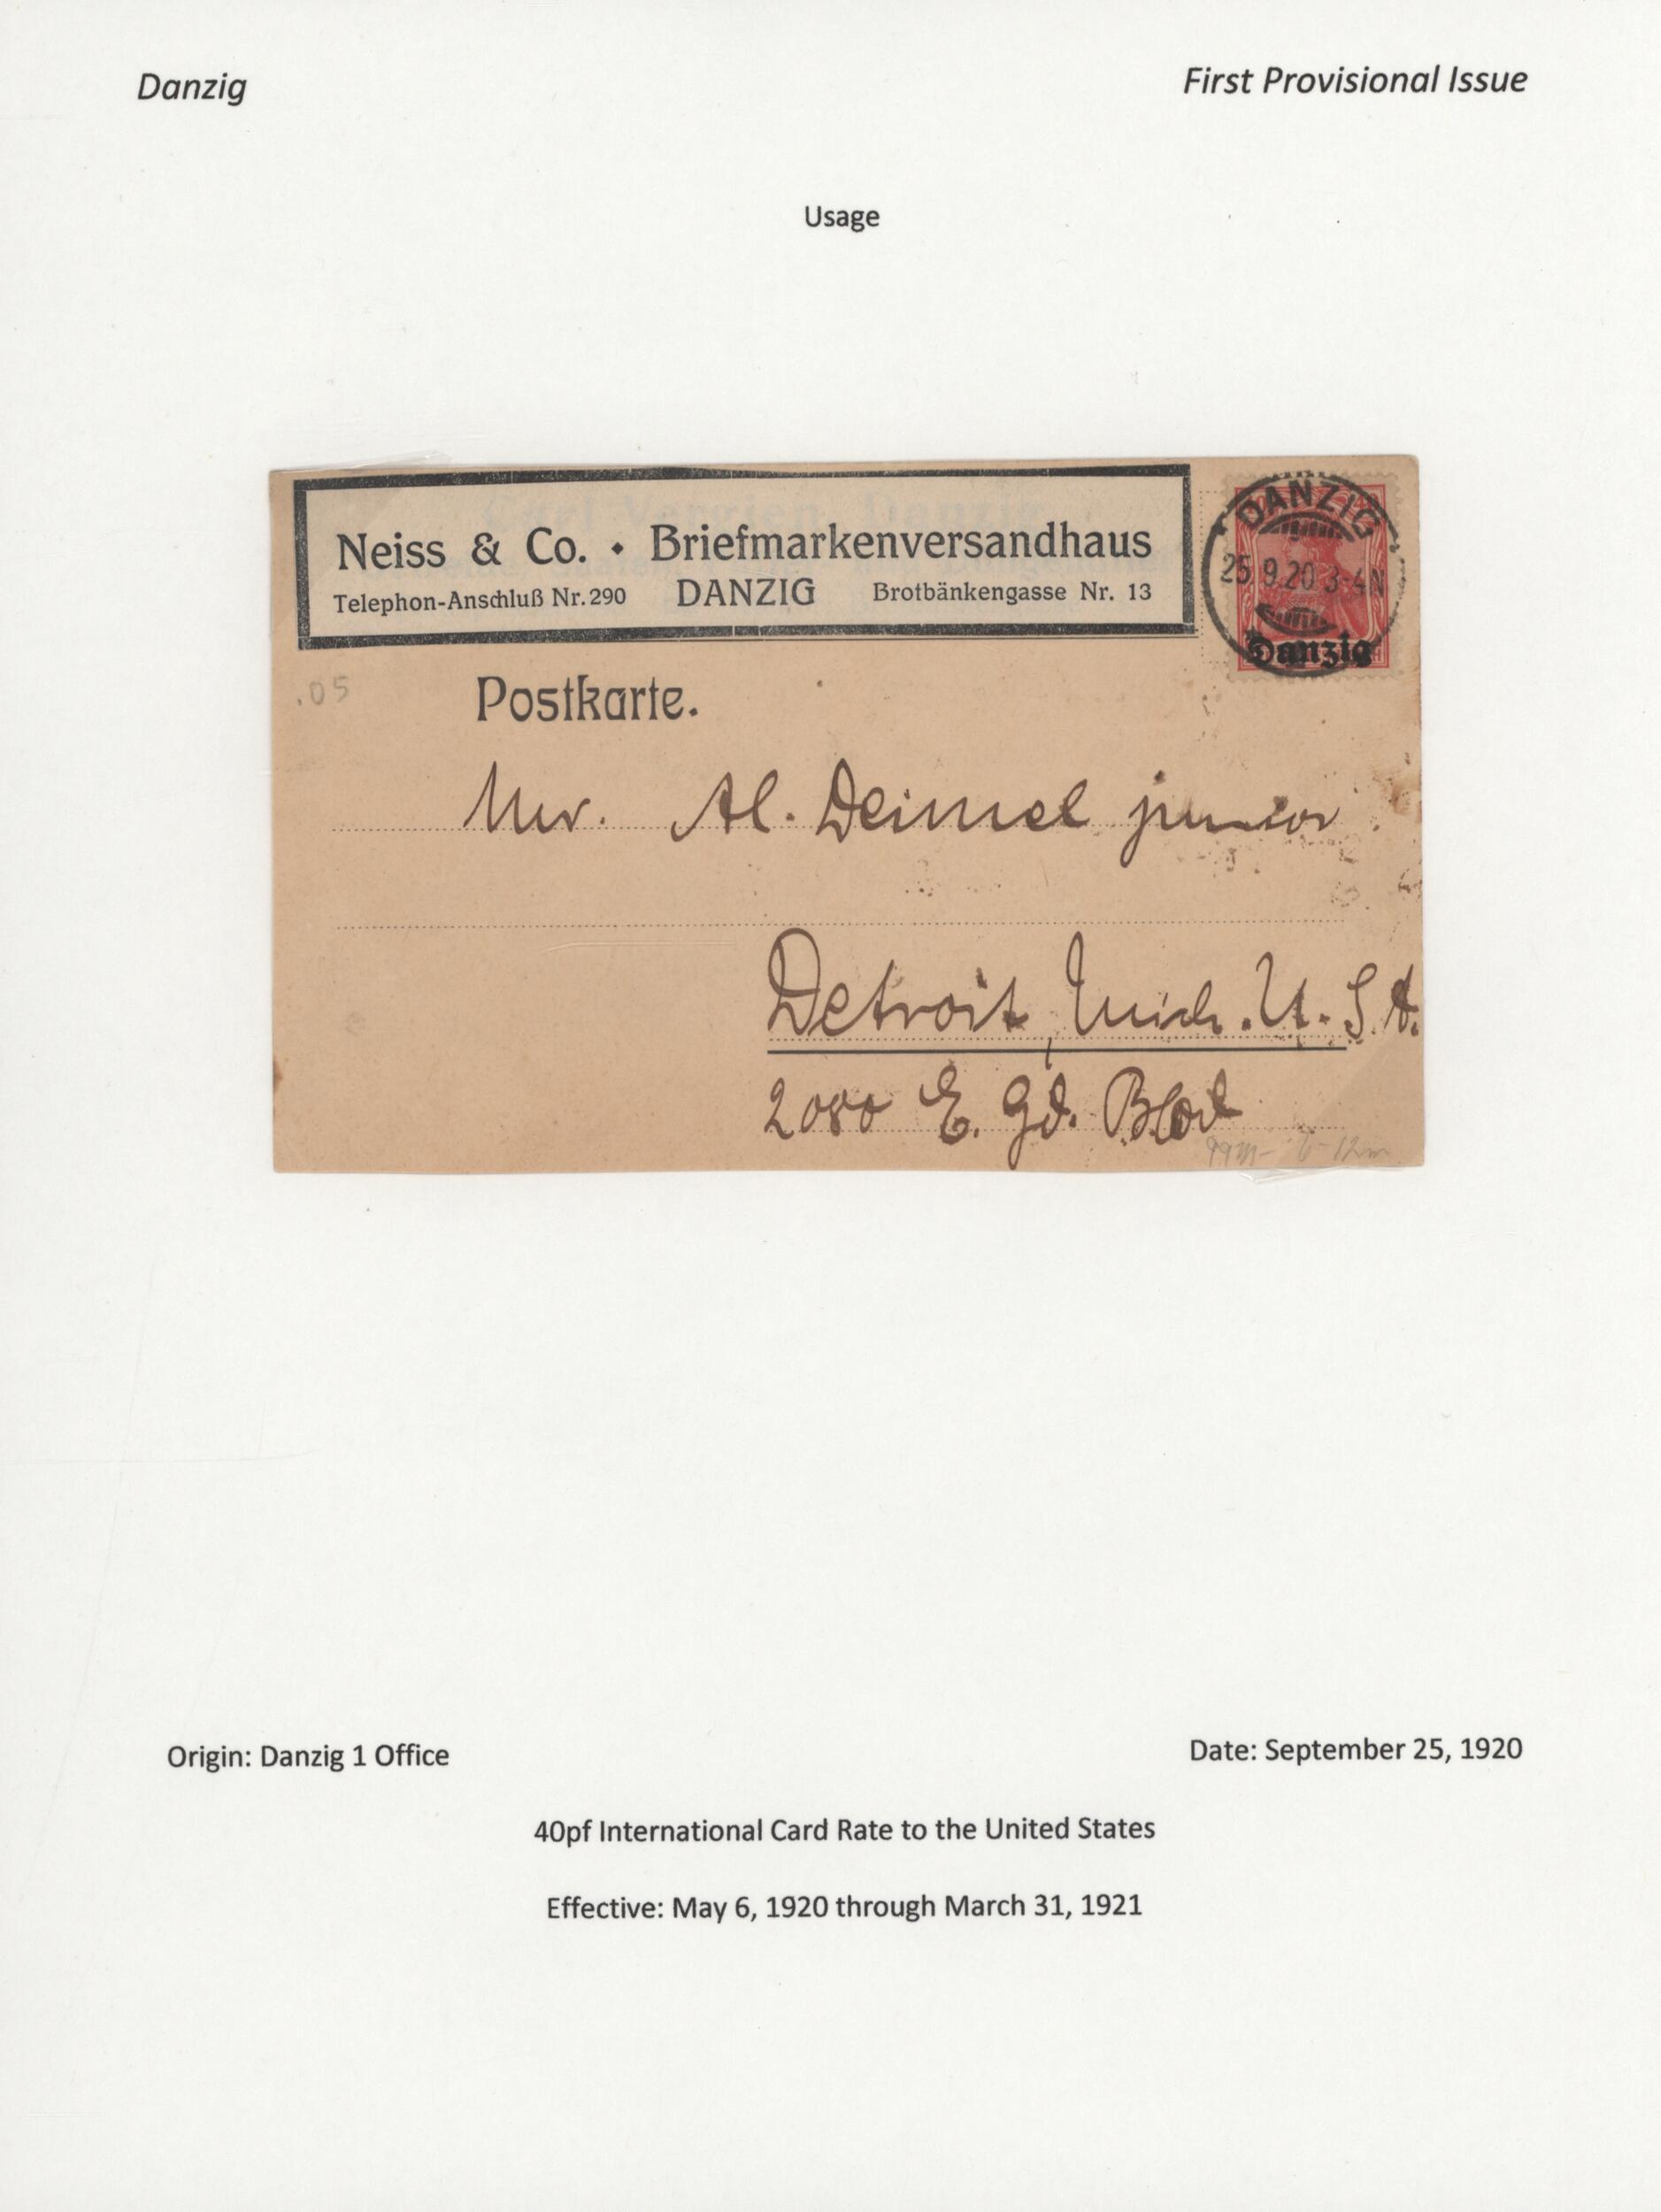 Danzig
First Provisional Issue
Usage
Neiss & Co. ⬩ Briefmarkenversandhaus
Telephon-Anschluß Nr. 290 DANZIG Brotbänkengasse Nr. 13
DANZIG
25.9.20 3-4N
Danzig
.05
Postkarte.
Mr. Al. Deimel junior
Detroit, Mich. U.S.A.
2080 E. Gd. Blvd
Origin: Danzig 1 Office
Date: September 25, 1920
40pf International Card Rate to the United States
Effective: May 6, 1920 through March 31, 1921